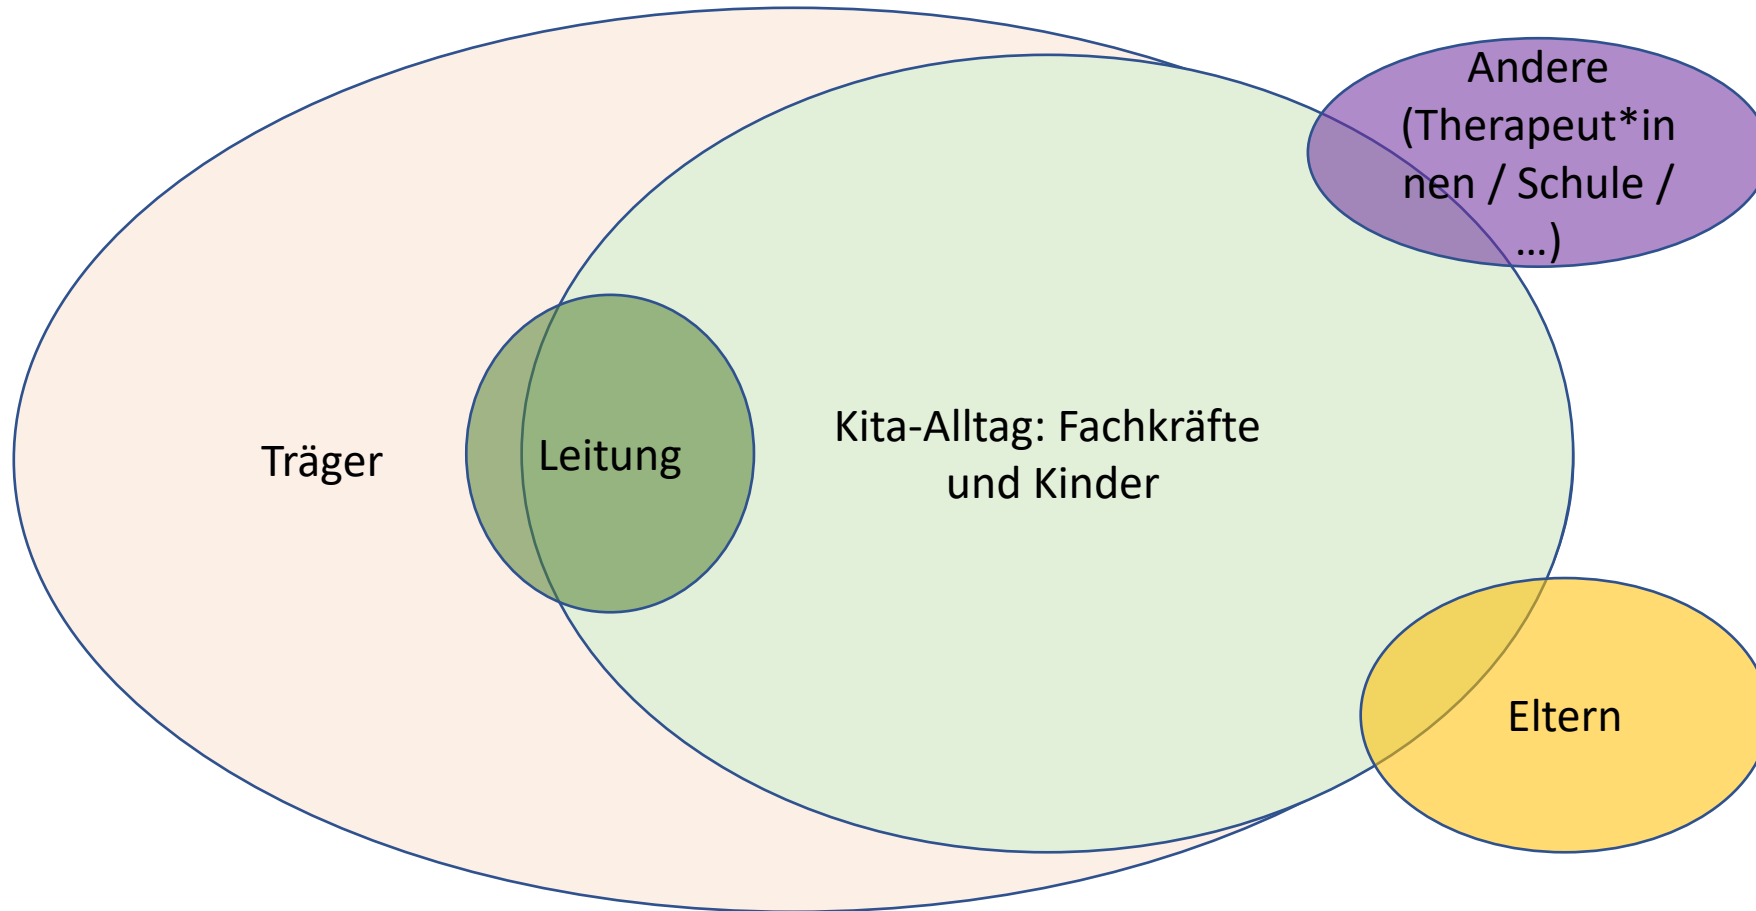 Träger
Leitung
Kita-Alltag: Fachkräfte
und Kinder
Andere
(Therapeut*in
nen / Schule /
…)
Eltern